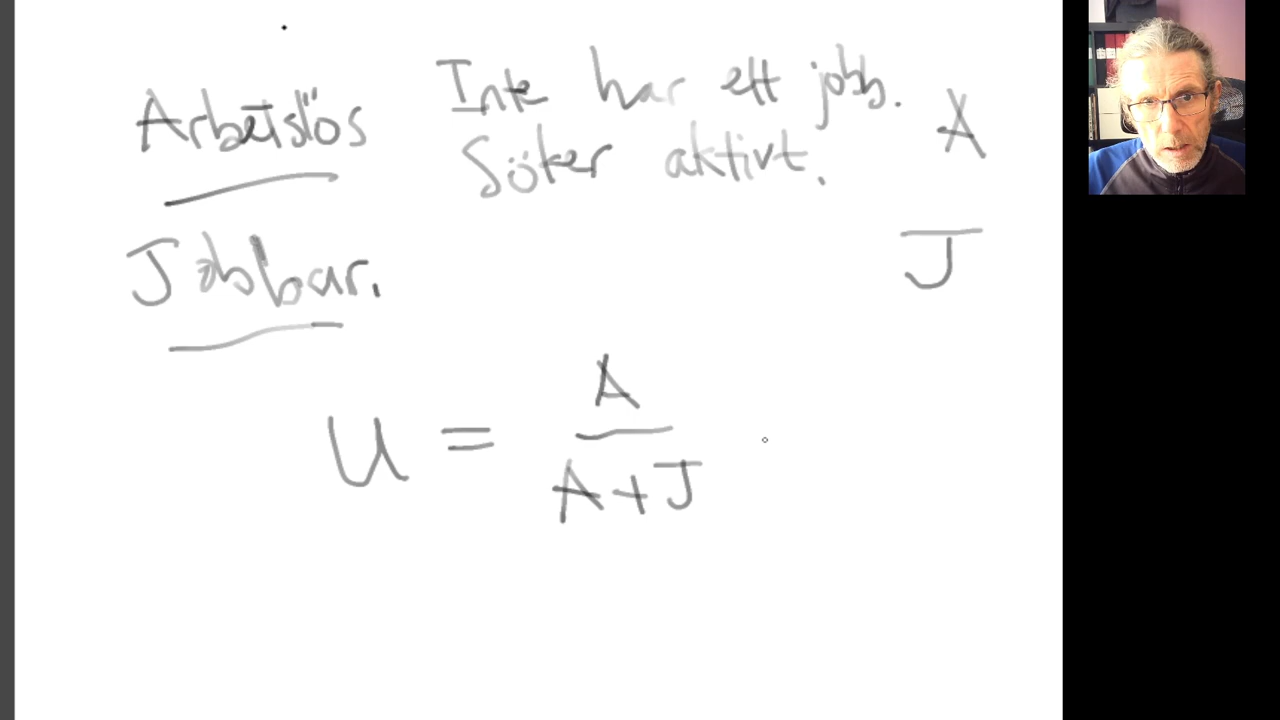 Arbetslös Inte har ett jobb. A
Söker aktivt.
Jobbar. J
U = A / A+J